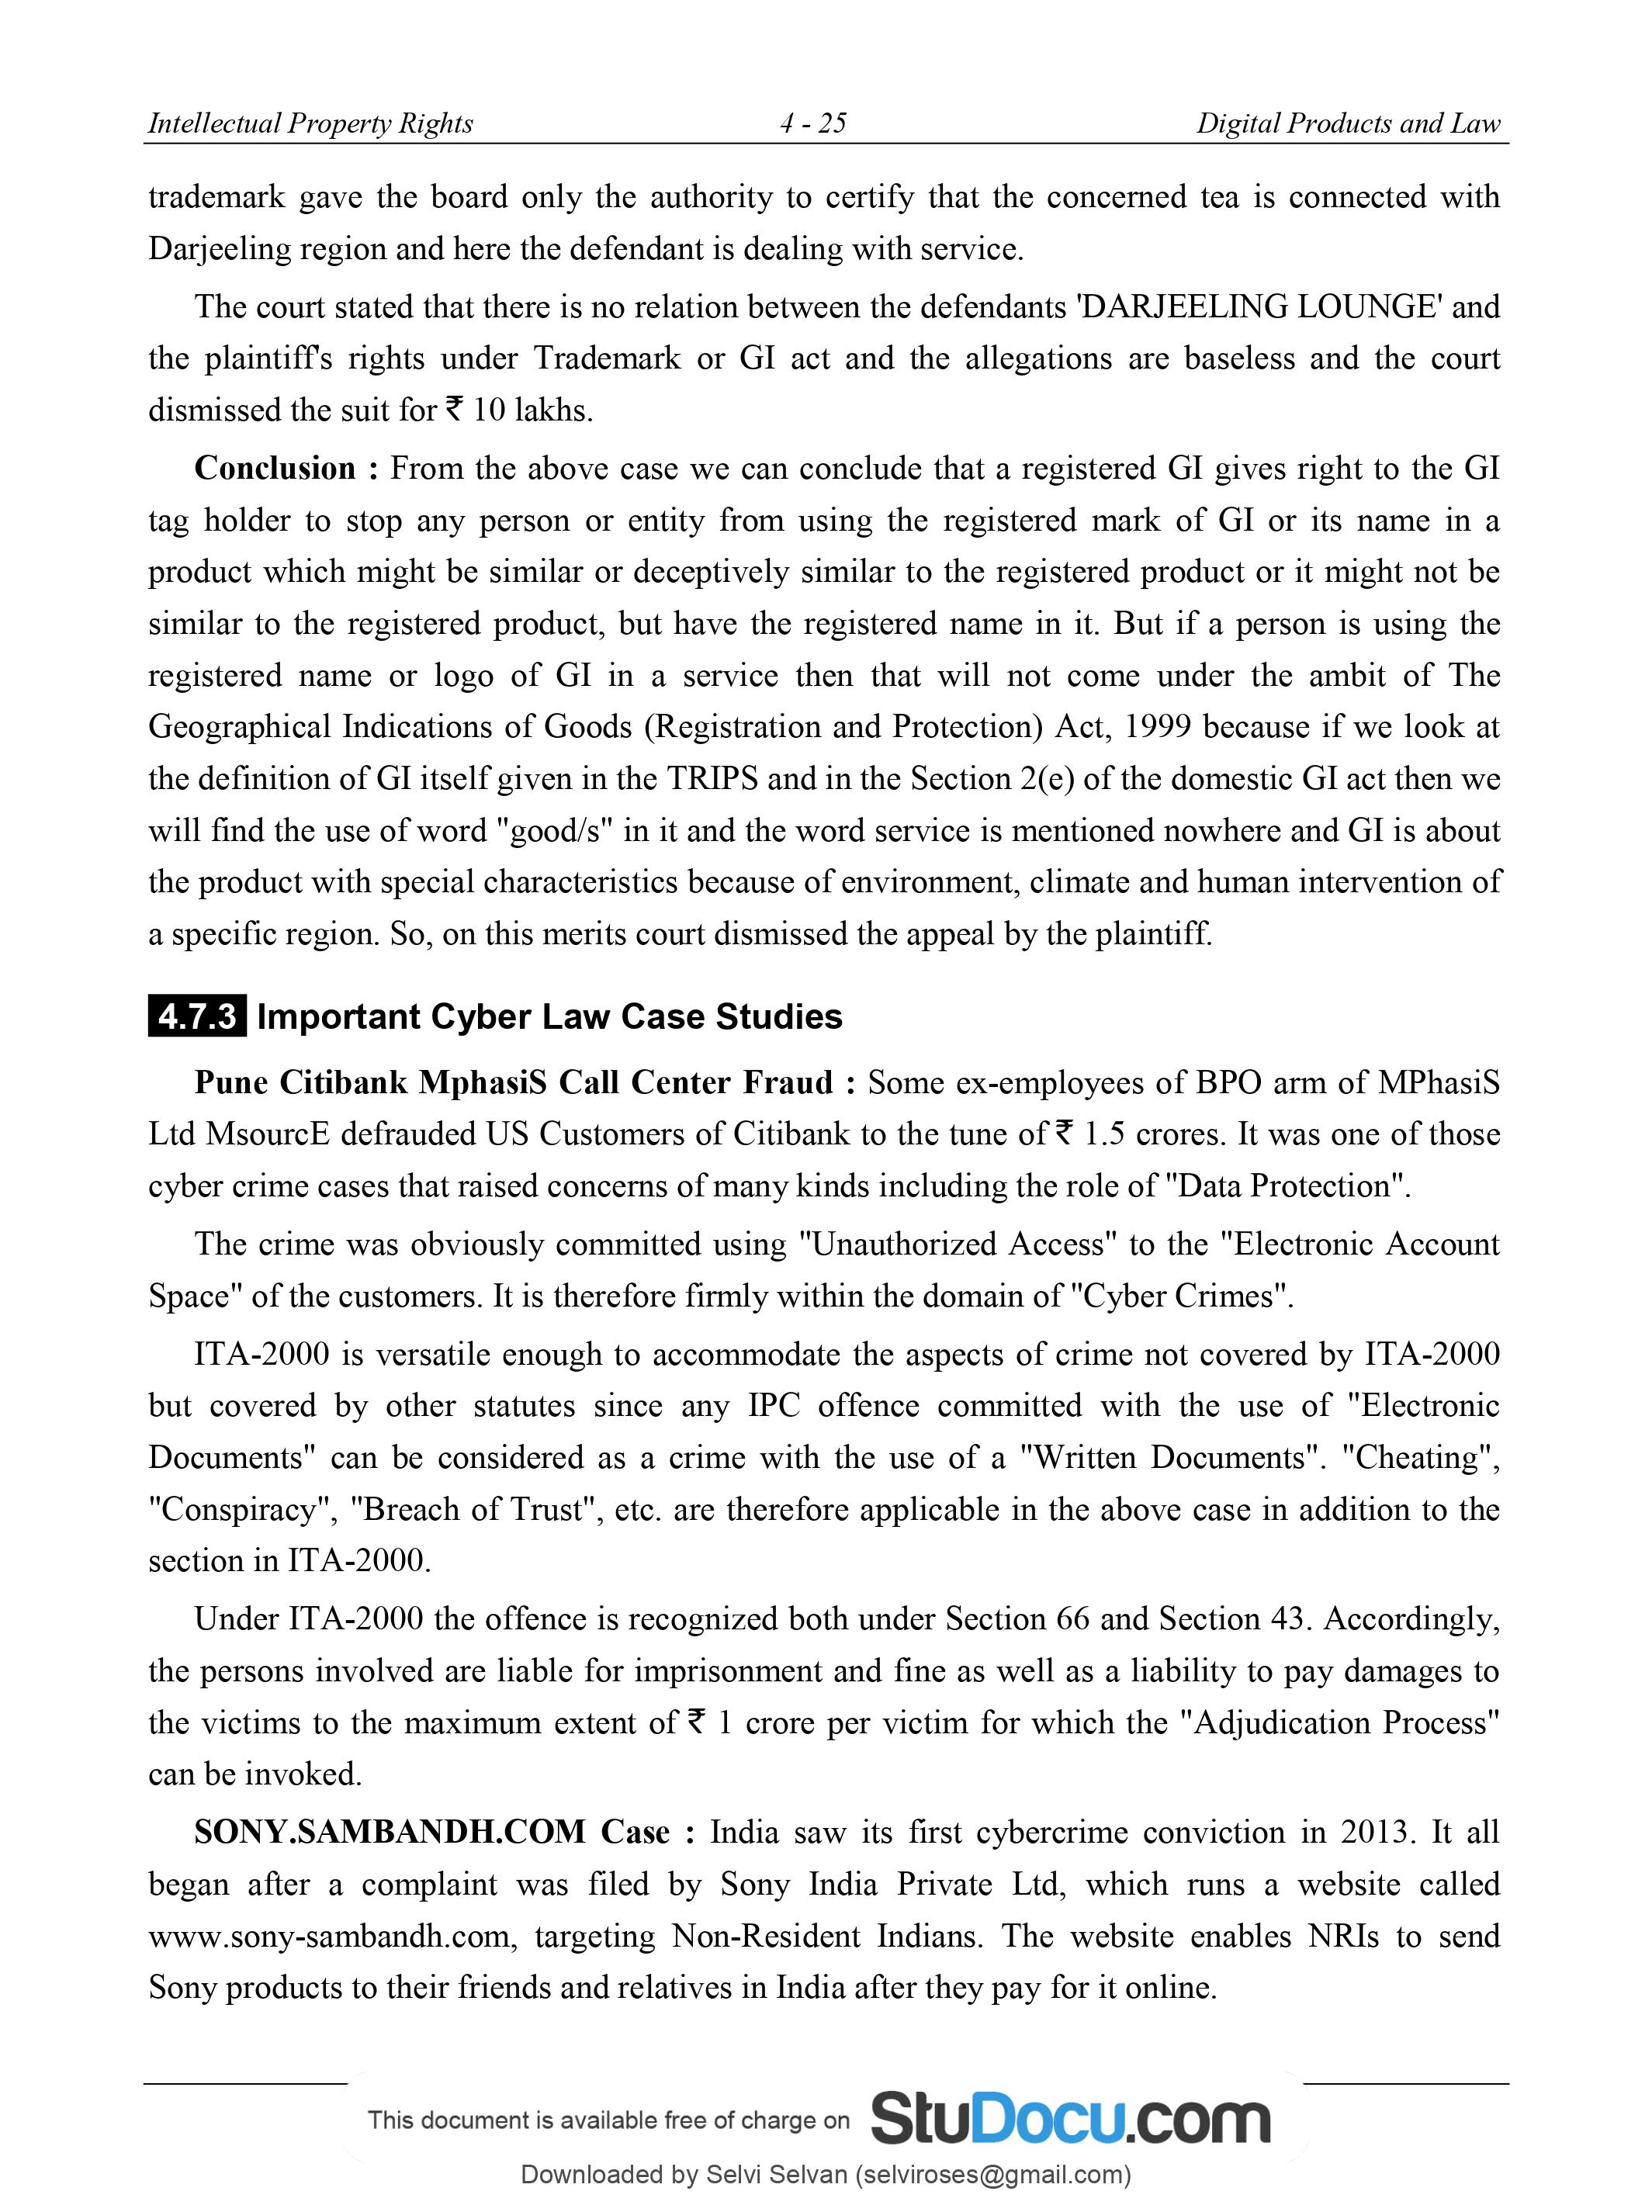 Intellectual Property Rights 4 - 25 Digital Products and Law
trademark gave the board only the authority to certify that the concerned tea is connected with
Darjeeling region and here the defendant is dealing with service.
The court stated that there is no relation between the defendants 'DARJEELING LOUNGE' and
the plaintiff's rights under Trademark or GI act and the allegations are baseless and the court
dismissed the suit for ₹ 10 lakhs.
Conclusion : From the above case we can conclude that a registered GI gives right to the GI
tag holder to stop any person or entity from using the registered mark of GI or its name in a
product which might be similar or deceptively similar to the registered product or it might not be
similar to the registered product, but have the registered name in it. But if a person is using the
registered name or logo of GI in a service then that will not come under the ambit of The
Geographical Indications of Goods (Registration and Protection) Act, 1999 because if we look at
the definition of GI itself given in the TRIPS and in the Section 2(e) of the domestic GI act then we
will find the use of word "good/s" in it and the word service is mentioned nowhere and GI is about
the product with special characteristics because of environment, climate and human intervention of
a specific region. So, on this merits court dismissed the appeal by the plaintiff.
4.7.3 Important Cyber Law Case Studies
Pune Citibank MphasiS Call Center Fraud : Some ex-employees of BPO arm of MPhasiS
Ltd MsourcE defrauded US Customers of Citibank to the tune of ₹ 1.5 crores. It was one of those
cyber crime cases that raised concerns of many kinds including the role of "Data Protection".
The crime was obviously committed using "Unauthorized Access" to the "Electronic Account
Space" of the customers. It is therefore firmly within the domain of "Cyber Crimes".
ITA-2000 is versatile enough to accommodate the aspects of crime not covered by ITA-2000
but covered by other statutes since any IPC offence committed with the use of "Electronic
Documents" can be considered as a crime with the use of a "Written Documents". "Cheating",
"Conspiracy", "Breach of Trust", etc. are therefore applicable in the above case in addition to the
section in ITA-2000.
Under ITA-2000 the offence is recognized both under Section 66 and Section 43. Accordingly,
the persons involved are liable for imprisonment and fine as well as a liability to pay damages to
the victims to the maximum extent of ₹ 1 crore per victim for which the "Adjudication Process"
can be invoked.
SONY.SAMBANDH.COM Case : India saw its first cybercrime conviction in 2013. It all
began after a complaint was filed by Sony India Private Ltd, which runs a website called
www.sony-sambandh.com, targeting Non-Resident Indians. The website enables NRIs to send
Sony products to their friends and relatives in India after they pay for it online.
This document is available free of charge on StuDocu.com
Downloaded by Selvi Selvan (selviroses@gmail.com)